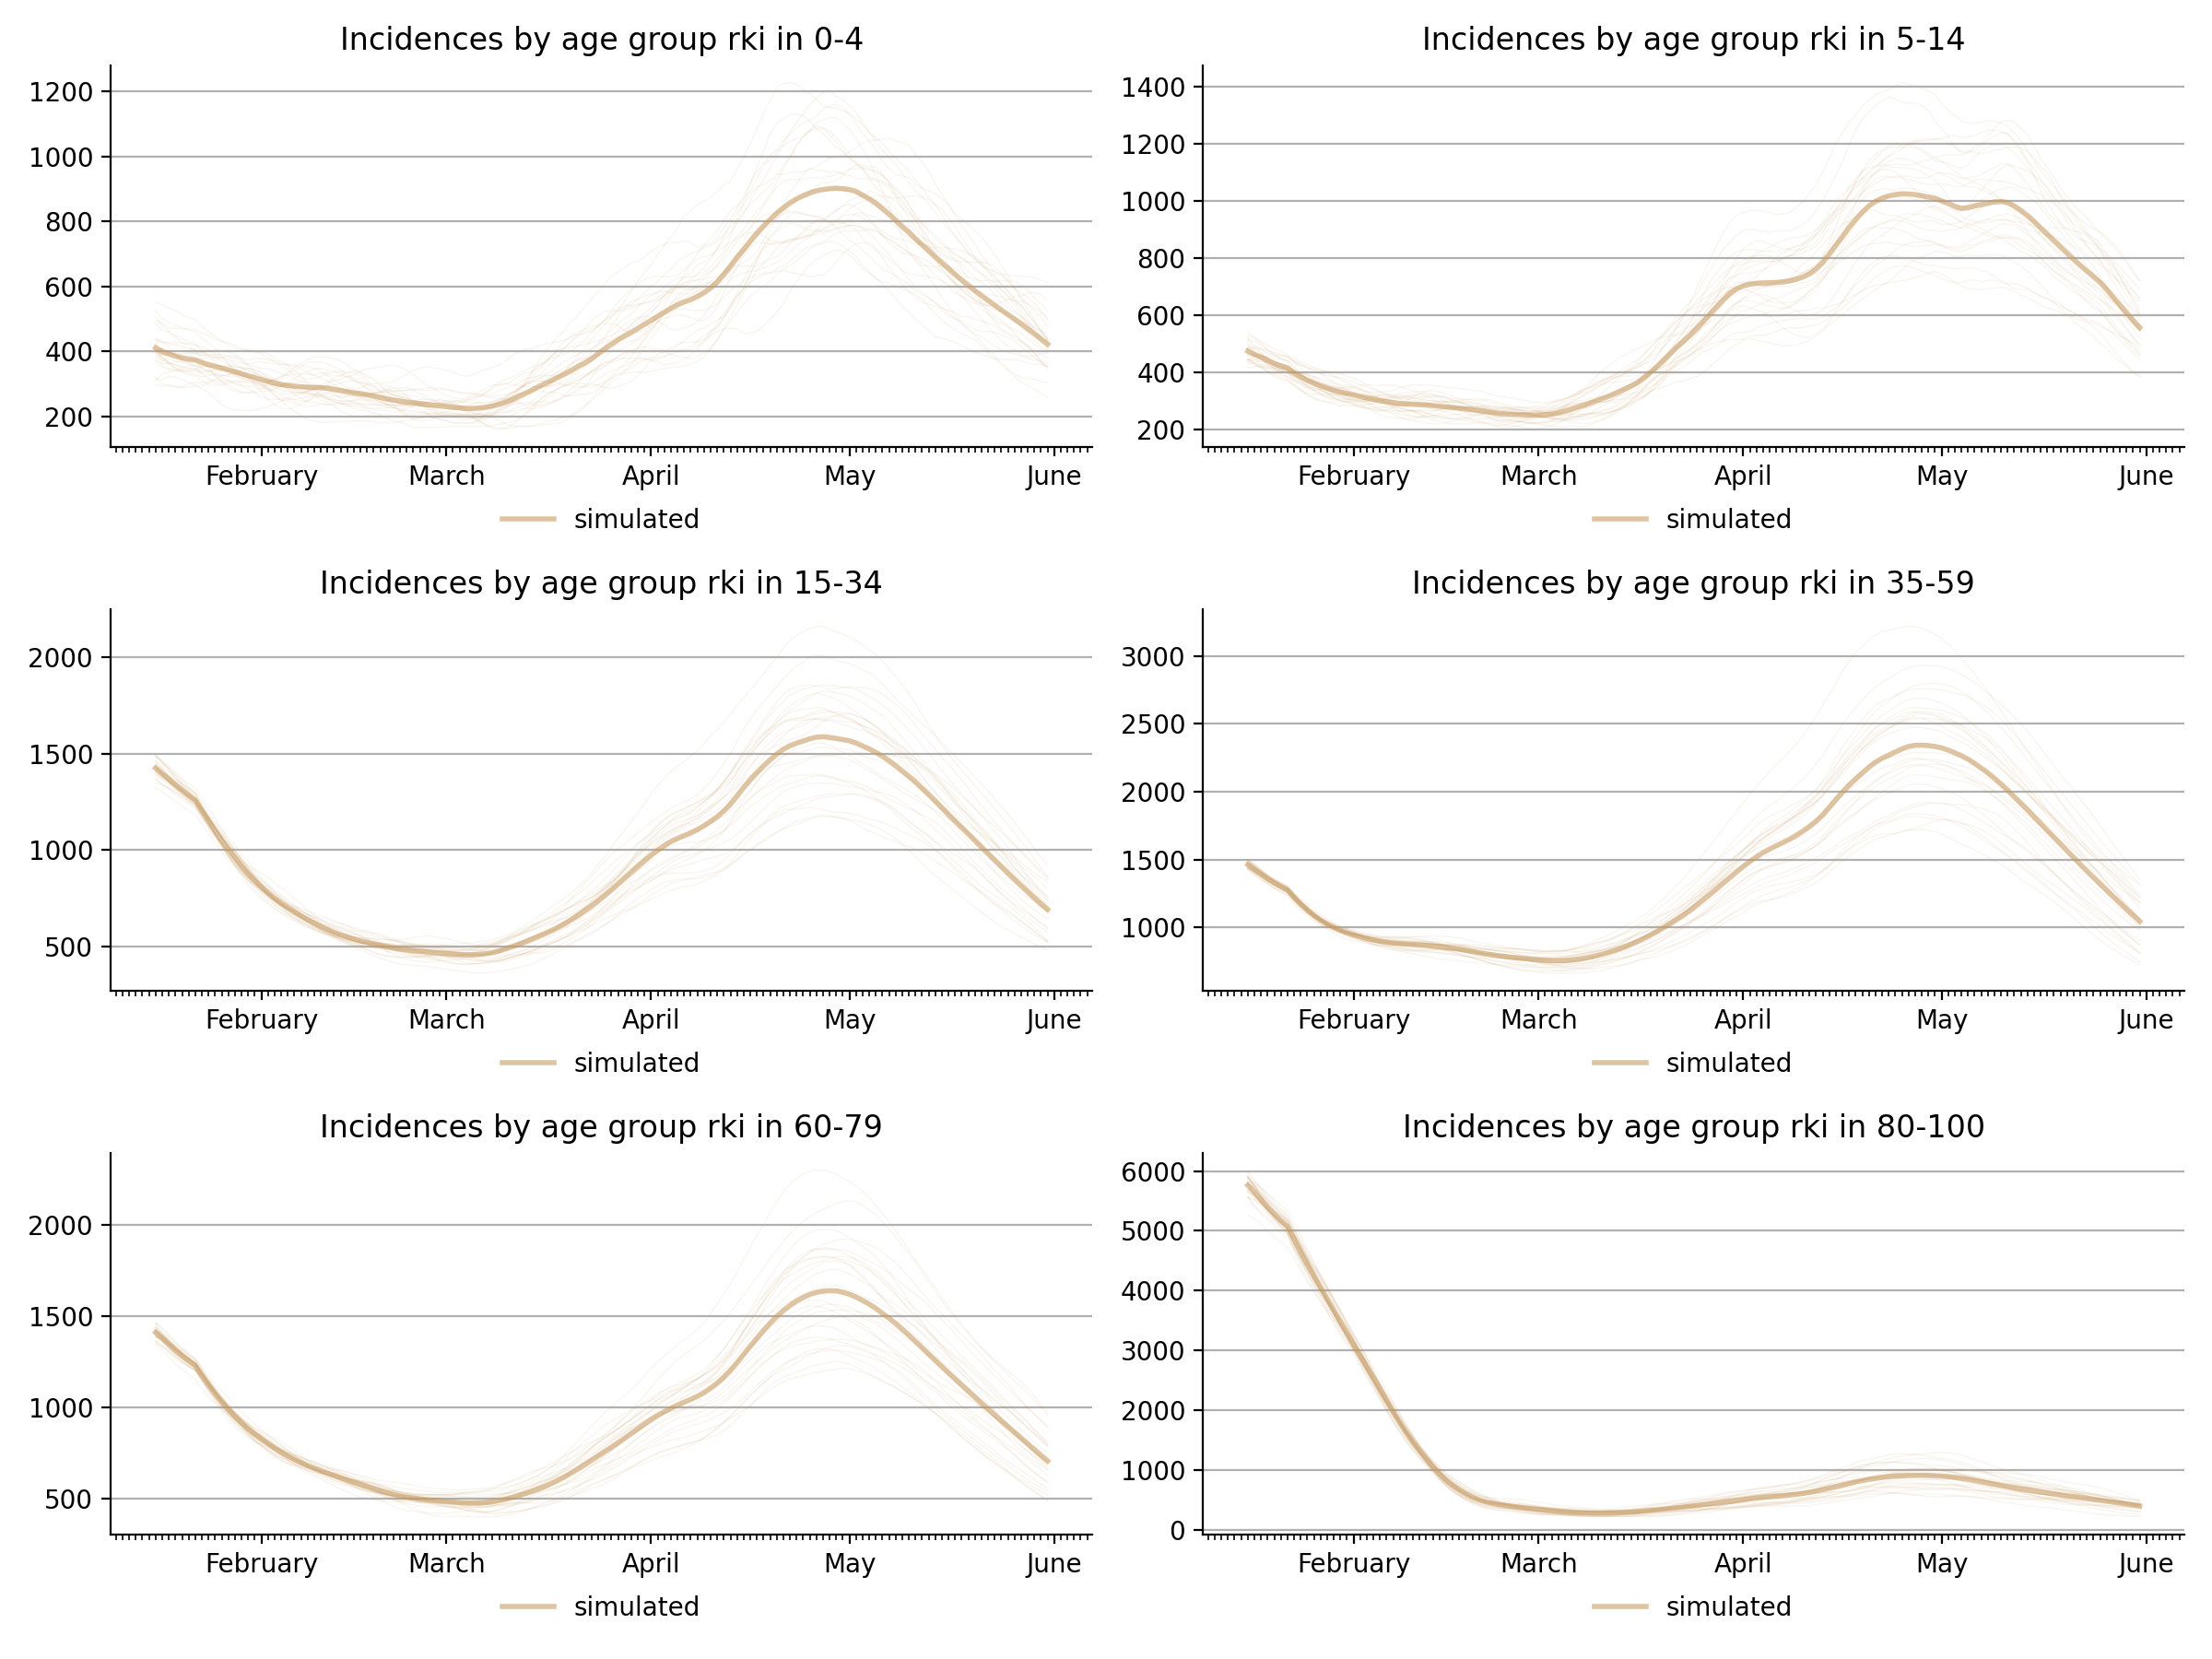 Incidences by age group rki in 0-4
1200
1000
800
600
400
200
February March April May June
simulated
Incidences by age group rki in 5-14
1400
1200
1000
800
600
400
200
February March April May June
simulated
Incidences by age group rki in 15-34
2000
1500
1000
500
February March April May June
simulated
Incidences by age group rki in 35-59
3000
2500
2000
1500
1000
February March April May June
simulated
Incidences by age group rki in 60-79
2000
1500
1000
500
February March April May June
simulated
Incidences by age group rki in 80-100
6000
5000
4000
3000
2000
1000
0
February March April May June
simulated